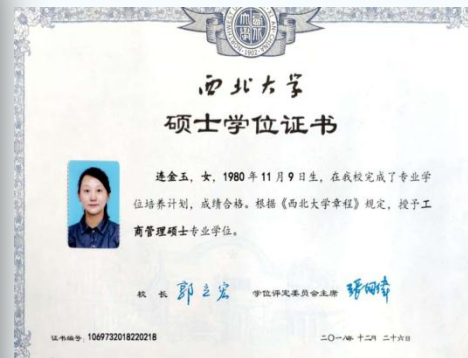 西北大学
硕士学位证书
连金玉，女，1980年11月9日生，在我校完成了专业学
位培养计划，成绩合格。根据《西北大学章程》规定，授予工
商管理硕士专业学位。
校 长 郭立宏 学位评定委员会主席
证书编号：1069732018220218 二〇一八年 十二月 二十六日